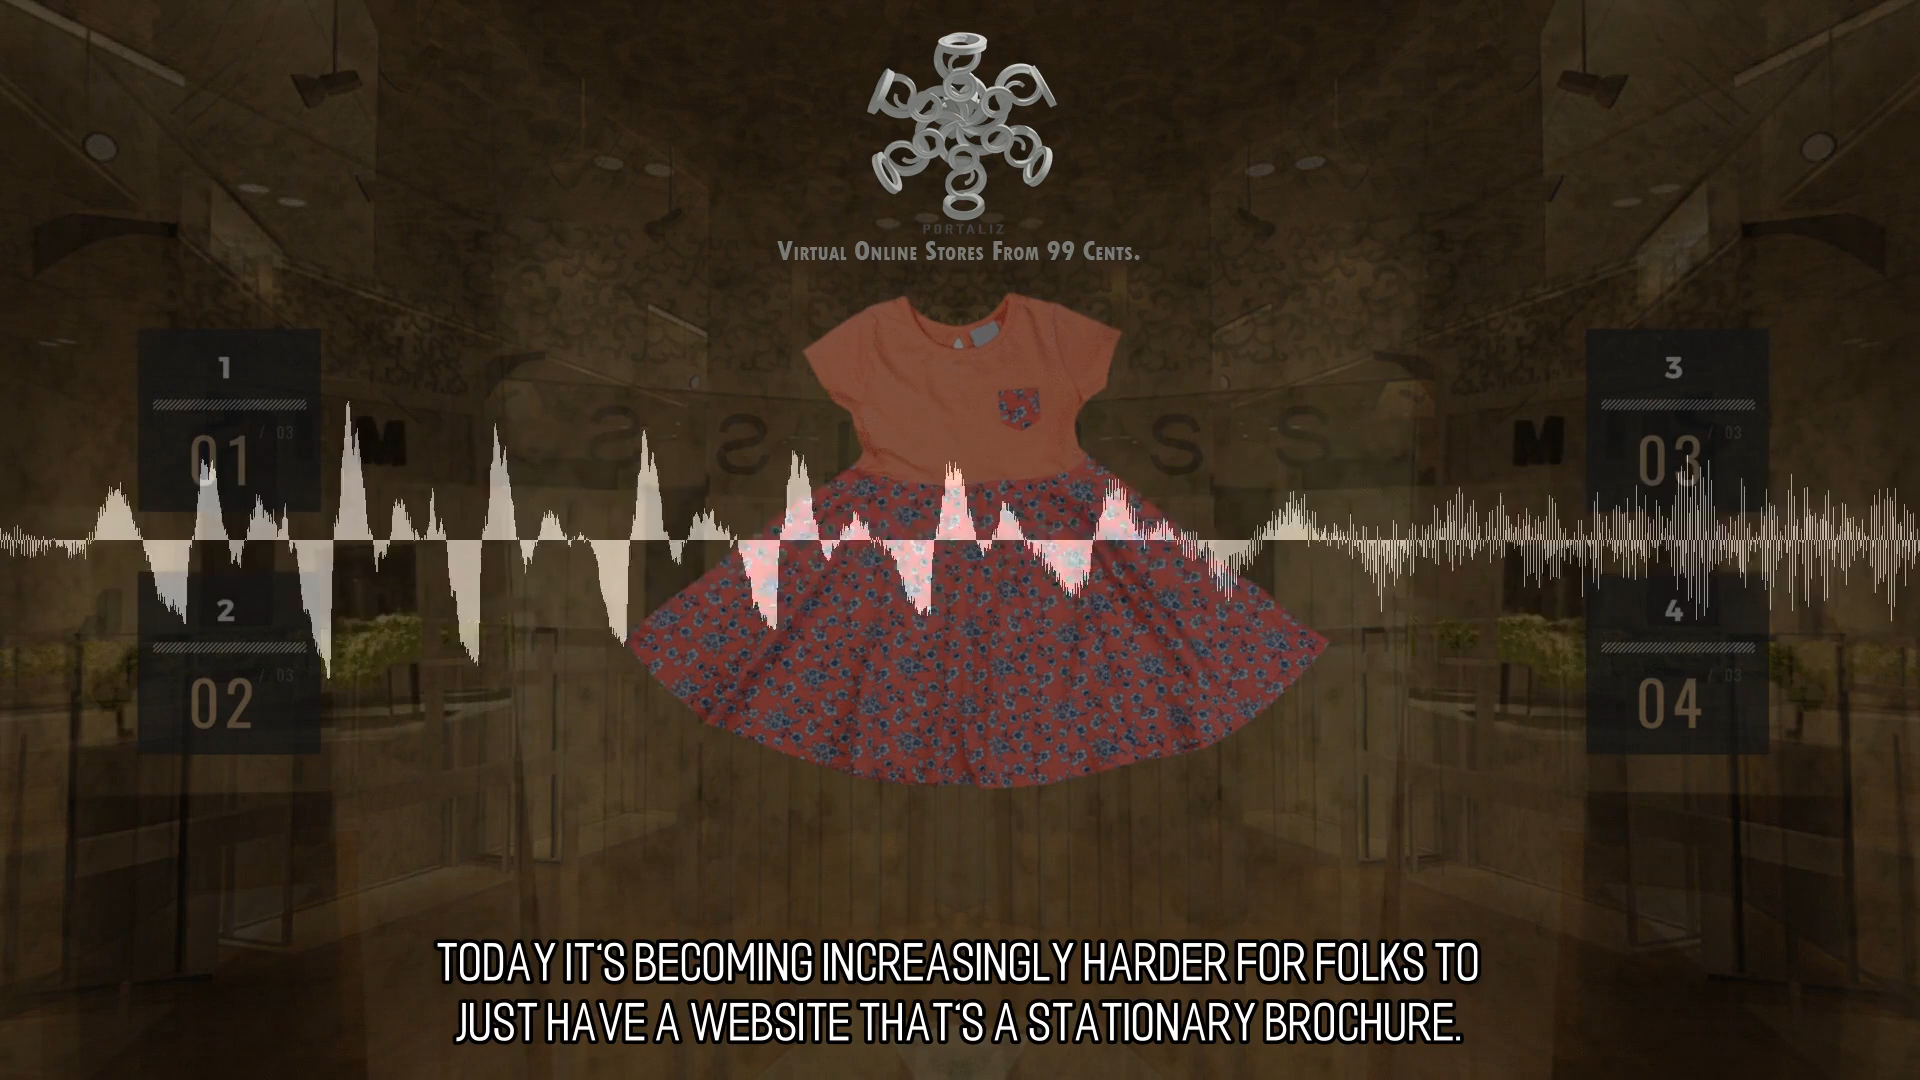 PORTALIZ
Virtual Online Stores From 99 Cents.
1
01 / 03
2
02 / 03
3
03 / 03
4
04 / 03
M
S S S S
M
TODAY IT'S BECOMING INCREASINGLY HARDER FOR FOLKS TO
JUST HAVE A WEBSITE THAT'S A STATIONARY BROCHURE.